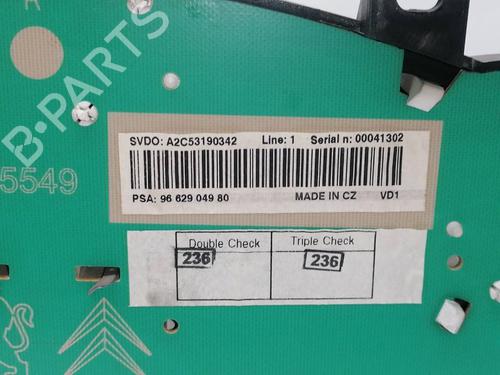 B-PARTS
A
SVDO: A2C53190342 Line: 1 Serial n: 00041302
5549
PSA: 96 629 049 80 MADE IN CZ VD1
Double Check Triple Check
236 236